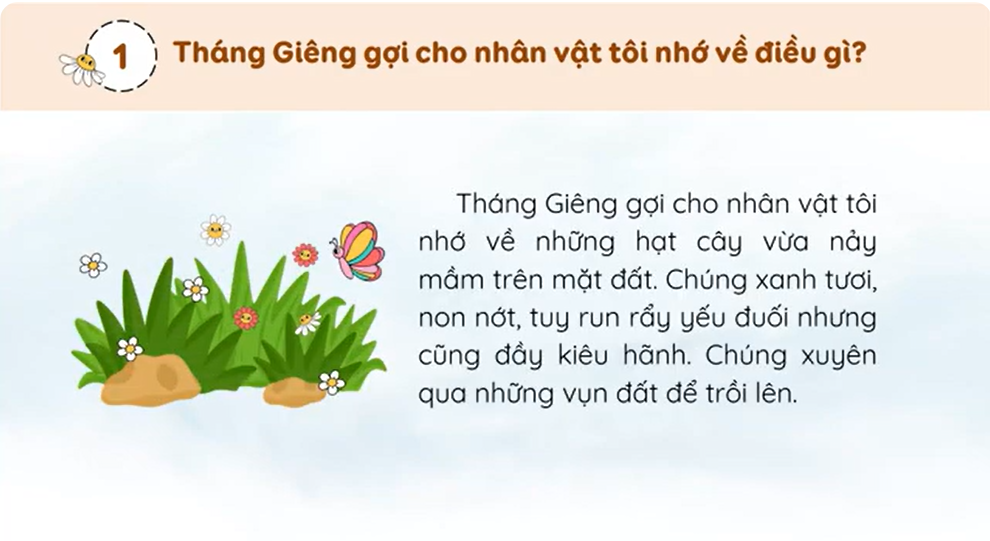 1 Tháng Giêng gợi cho nhân vật tôi nhớ về điều gì?
Tháng Giêng gợi cho nhân vật tôi
nhớ về những hạt cây vừa nảy
mầm trên mặt đất. Chúng xanh tươi,
non nớt, tuy run rẩy yếu đuối nhưng
cũng đầy kiêu hãnh. Chúng xuyên
qua những vụn đất để trồi lên.